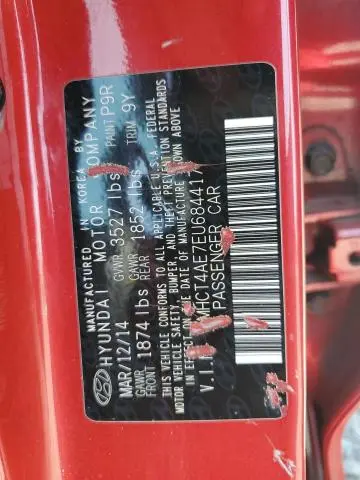 MANUFACTURED IN KOREA BY
HYUNDAI MOTOR COMPANY
MAR/12/14 GVWR 3527 lbs PAINT P9R
GAWR FRONT 1874 lbs GAWR REAR 1852 lbs TRIM 9Y
THIS VEHICLE CONFORMS TO ALL APPLICABLE U.S. FEDERAL
MOTOR VEHICLE SAFETY, BUMPER, AND THEFT PREVENTION STANDARDS
IN EFFECT ON THE DATE OF MANUFACTURE SHOWN ABOVE
V.I.N MHCT4AE7EU684417
PASSENGER CAR